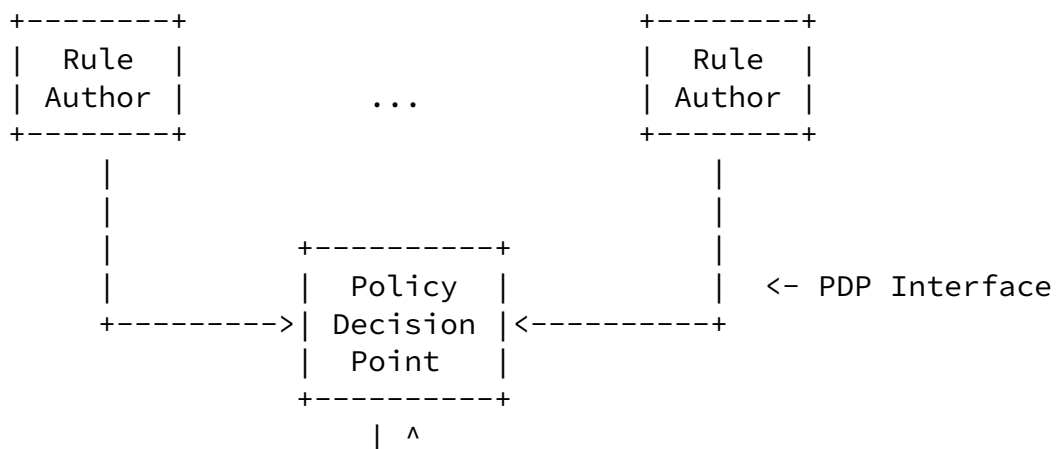 +--------+                          +--------+
|  Rule  |                          |  Rule  |
| Author |          ...             | Author |
+--------+                          +--------+
     |                                   |
     |                                   |
     |          +----------+             |
     |          |  Policy  |             |  <- PDP Interface
     +--------->| Decision |<------------+
                |  Point   |
                +----------+
                    | ^